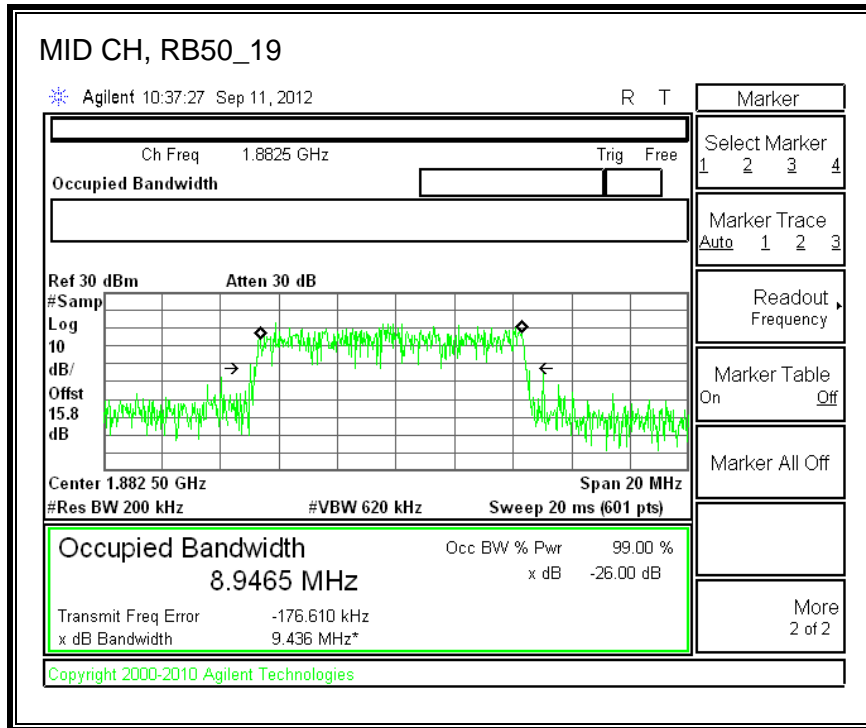 MID CH, RB50_19
Agilent 10:37:27 Sep 11, 2012 R T
Marker
Ch Freq 1.8825 GHz Trig Free
Occupied Bandwidth
Select Marker
1 2 3 4
Marker Trace
Auto 1 2 3
Readout
Frequency
Marker Table
On Off
Marker All Off
More
2 of 2
Ref 30 dBm Atten 30 dB
#Samp
Log
10
dB/
Offst
15.8
dB
Center 1.882 50 GHz Span 20 MHz
#Res BW 200 kHz #VBW 620 kHz Sweep 20 ms (601 pts)
Occupied Bandwidth Occ BW % Pwr 99.00 %
8.9465 MHz x dB -26.00 dB
Transmit Freq Error -176.610 kHz
x dB Bandwidth 9.436 MHz*
Copyright 2000-2010 Agilent Technologies